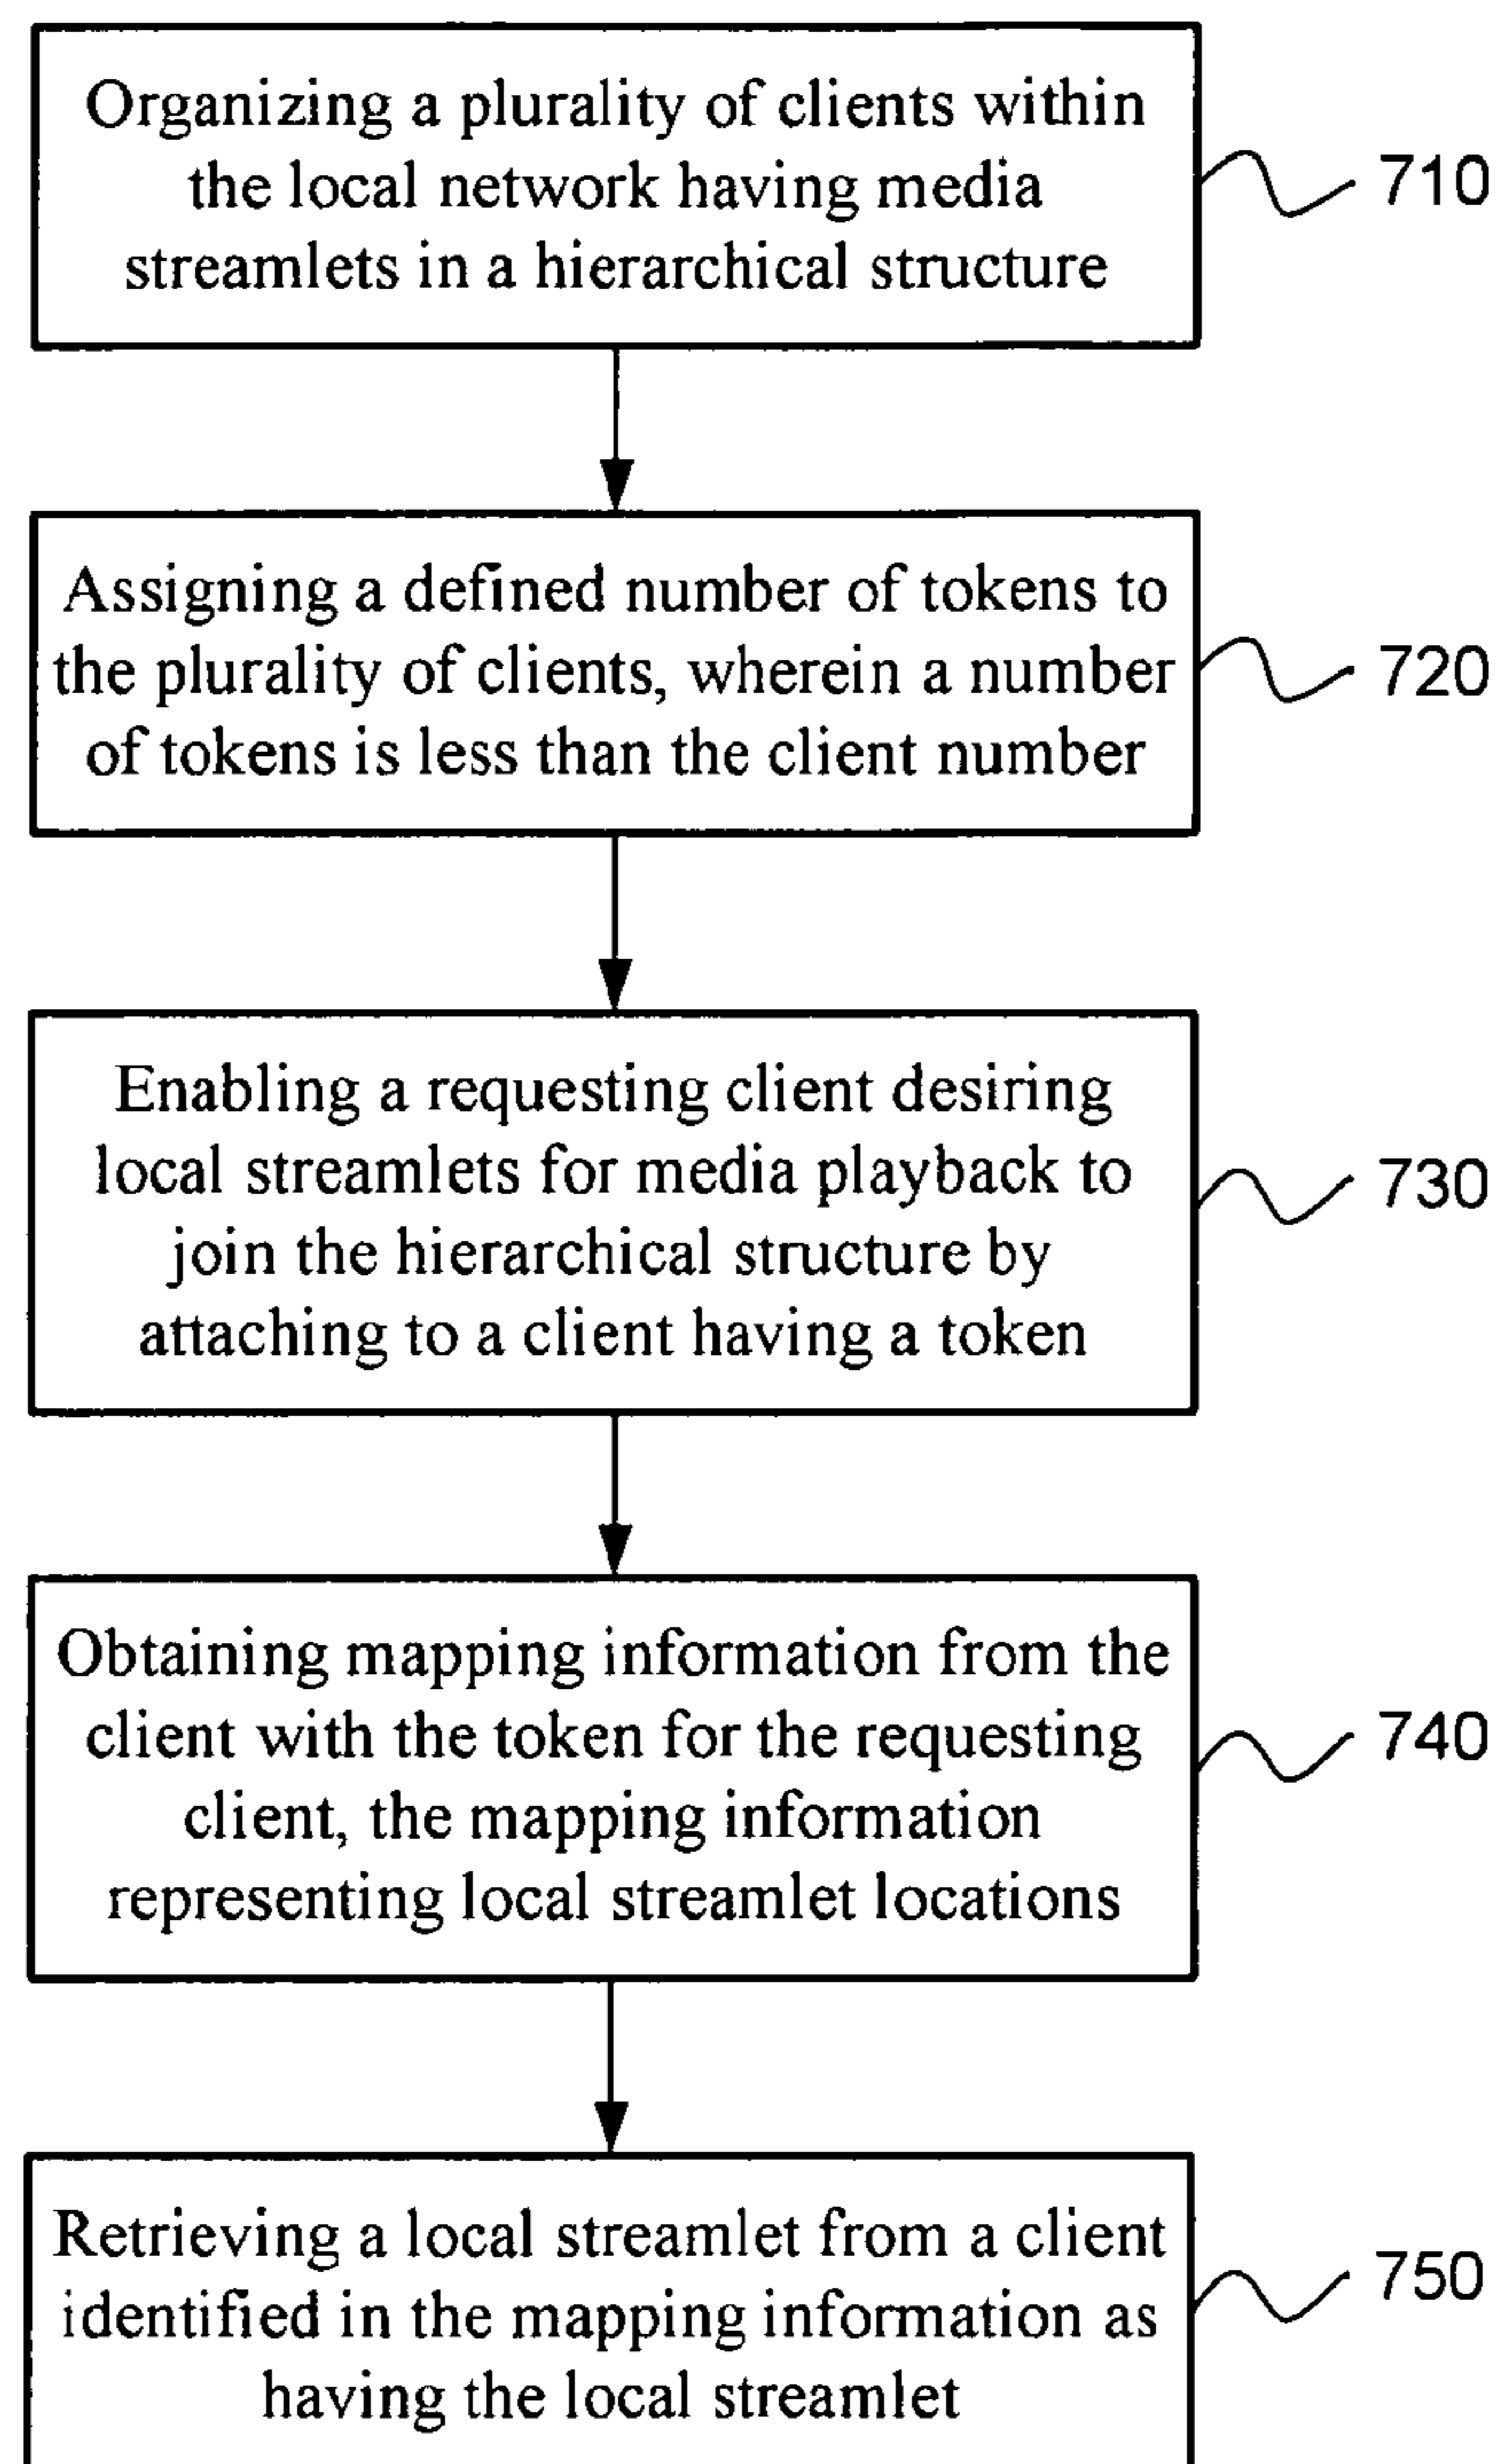 Organizing a plurality of clients within
the local network having media
streamlets in a hierarchical structure
710
Assigning a defined number of tokens to
the plurality of clients, wherein a number
of tokens is less than the client number
720
Enabling a requesting client desiring
local streamlets for media playback to
join the hierarchical structure by
attaching to a client having a token
730
Obtaining mapping information from the
client with the token for the requesting
client, the mapping information
representing local streamlet locations
740
Retrieving a local streamlet from a client
identified in the mapping information as
having the local streamlet
750